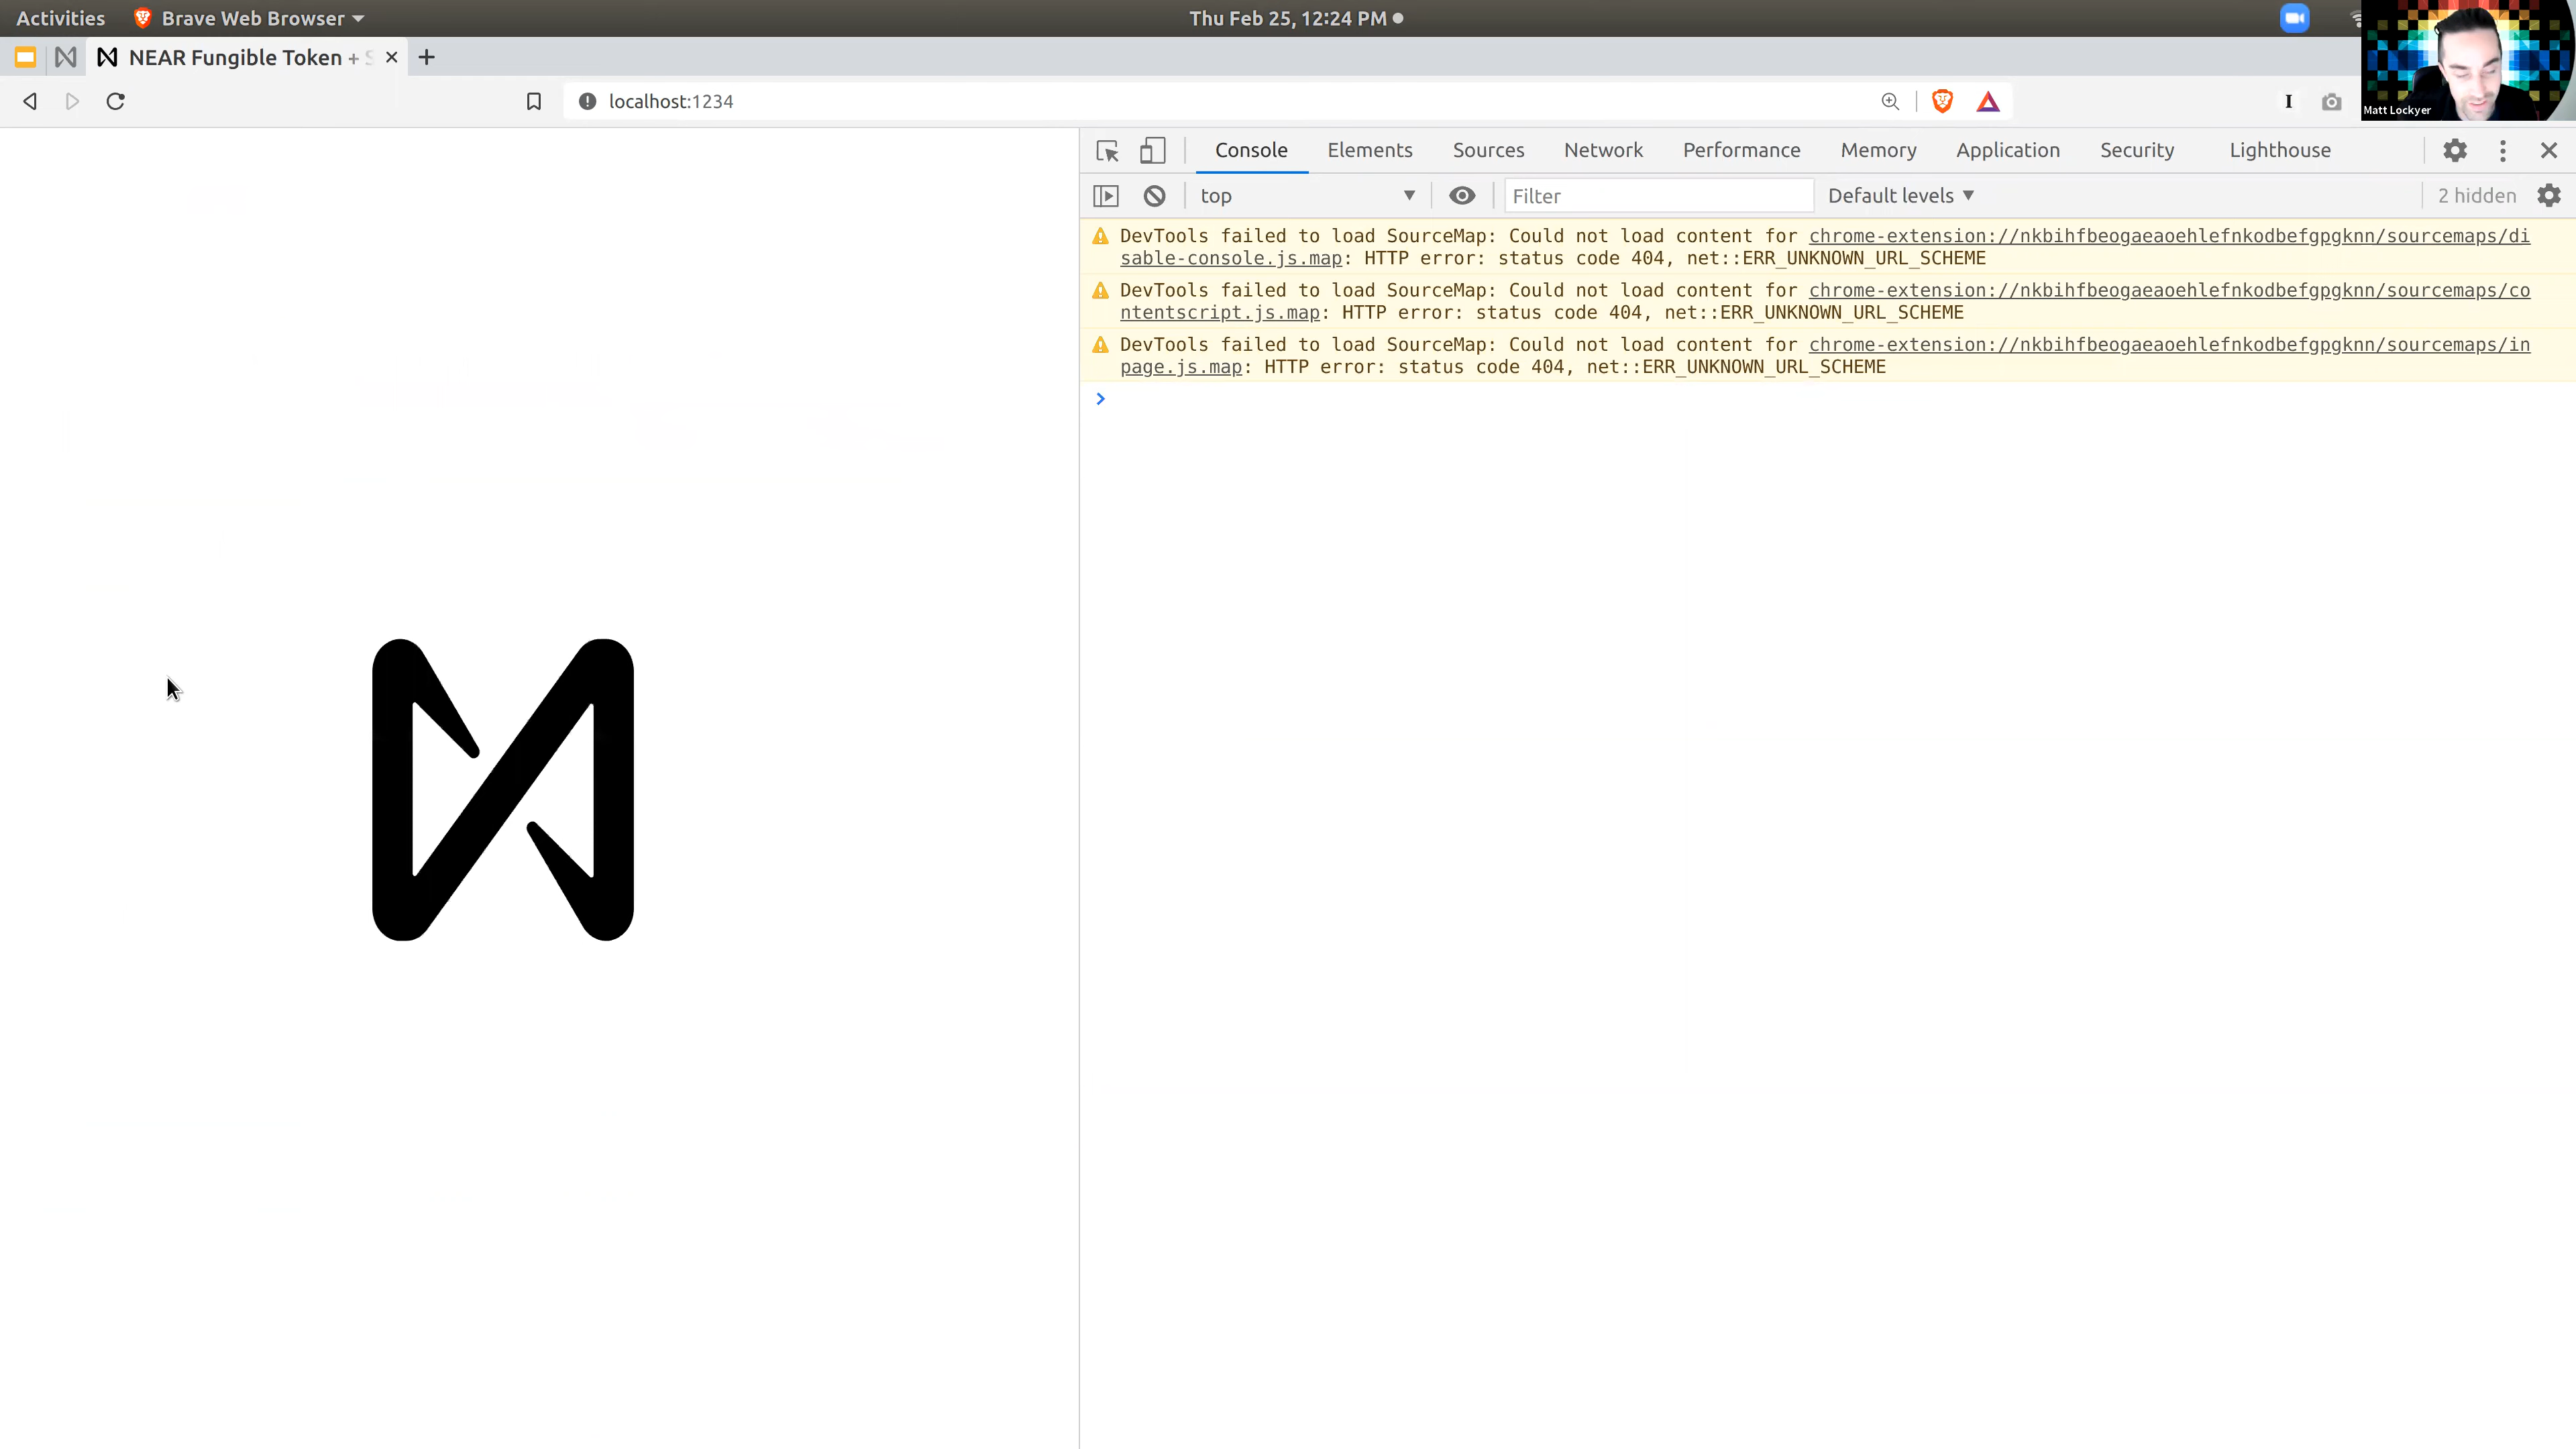 Activities Brave Web Browser Thu Feb 25, 12:24 PM
NEAR Fungible Token +
localhost:1234
Matt Lockyer
Console Elements Sources Network Performance Memory Application Security Lighthouse
top Filter Default levels 2 hidden
DevTools failed to load SourceMap: Could not load content for chrome-extension://nkbihfbeogaeaoehlefnkodbefgpgknn/sourcemaps/di
sable-console.js.map: HTTP error: status code 404, net::ERR_UNKNOWN_URL_SCHEME
DevTools failed to load SourceMap: Could not load content for chrome-extension://nkbihfbeogaeaoehlefnkodbefgpgknn/sourcemaps/co
ntentscript.js.map: HTTP error: status code 404, net::ERR_UNKNOWN_URL_SCHEME
DevTools failed to load SourceMap: Could not load content for chrome-extension://nkbihfbeogaeaoehlefnkodbefgpgknn/sourcemaps/in
page.js.map: HTTP error: status code 404, net::ERR_UNKNOWN_URL_SCHEME